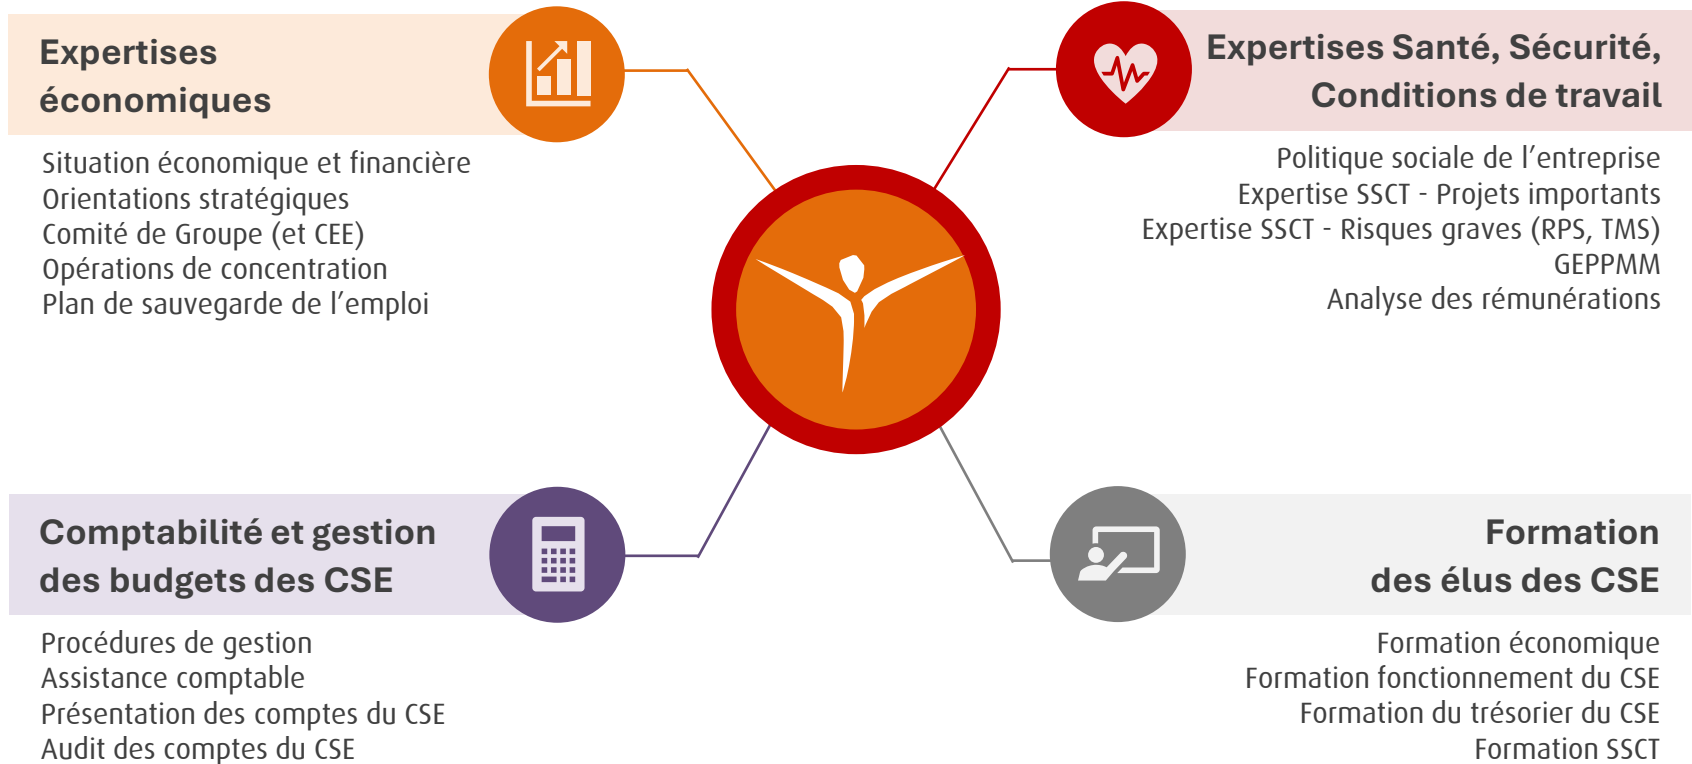 Expertises
économiques
Situation économique et financière
Orientations stratégiques
Comité de Groupe (et CEE)
Opérations de concentration
Plan de sauvegarde de l’emploi
Expertises Santé, Sécurité,
Conditions de travail
Politique sociale de l’entreprise
Expertise SSCT - Projets importants
Expertise SSCT - Risques graves (RPS, TMS)
GEPPMM
Analyse des rémunérations
Comptabilité et gestion
des budgets des CSE
Procédures de gestion
Assistance comptable
Présentation des comptes du CSE
Audit des comptes du CSE
Formation
des élus des CSE
Formation économique
Formation fonctionnement du CSE
Formation du trésorier du CSE
Formation SSCT